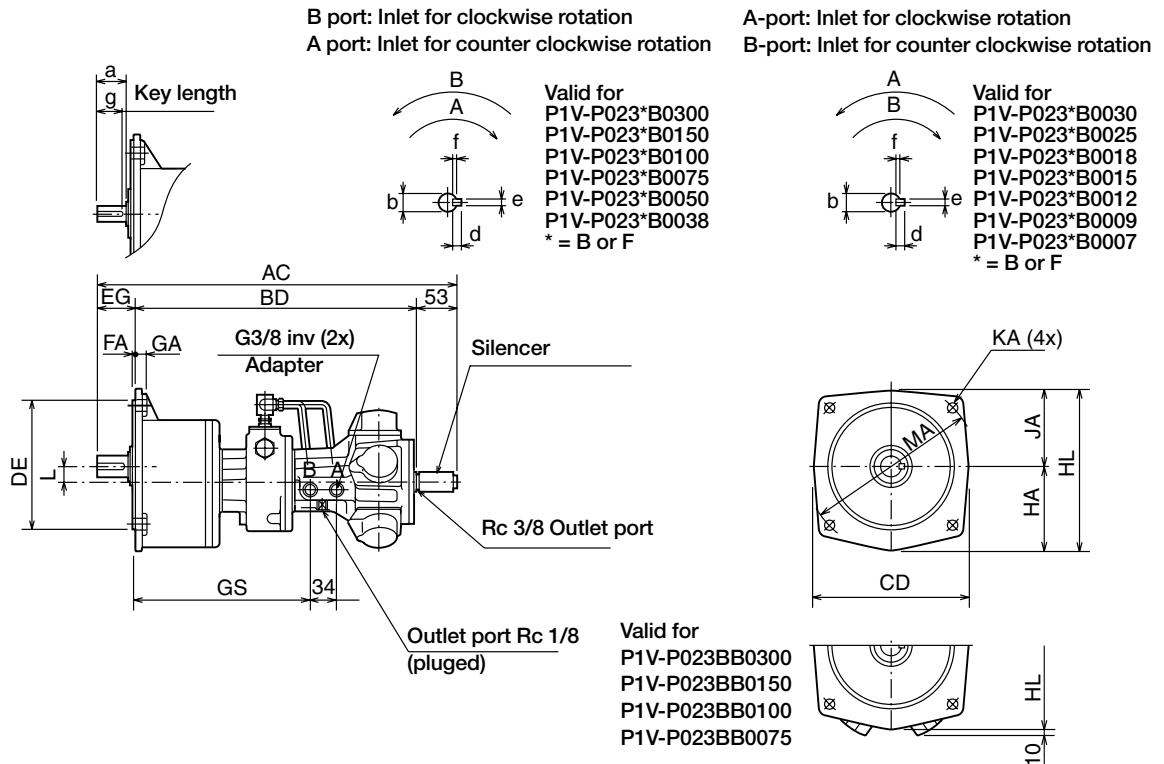 B port: Inlet for clockwise rotation
A port: Inlet for counter clockwise rotation
A-port: Inlet for clockwise rotation
B-port: Inlet for counter clockwise rotation
a
g
Key length
B
A
f
b
e
d
Valid for
P1V-P023*B0300
P1V-P023*B0150
P1V-P023*B0100
P1V-P023*B0075
P1V-P023*B0050
P1V-P023*B0038
* = B or F
A
B
f
b
e
d
Valid for
P1V-P023*B0030
P1V-P023*B0025
P1V-P023*B0018
P1V-P023*B0015
P1V-P023*B0012
P1V-P023*B0009
P1V-P023*B0007
* = B or F
AC
EG
BD
53
FA
GA
G3/8 inv (2x)
Adapter
Silencer
DE
L
B
A
Rc 3/8 Outlet port
GS
34
Outlet port Rc 1/8
(pluged)
KA (4x)
MA
JA
HA
HL
CD
Valid for
P1V-P023BB0300
P1V-P023BB0150
P1V-P023BB0100
P1V-P023BB0075
HL
10